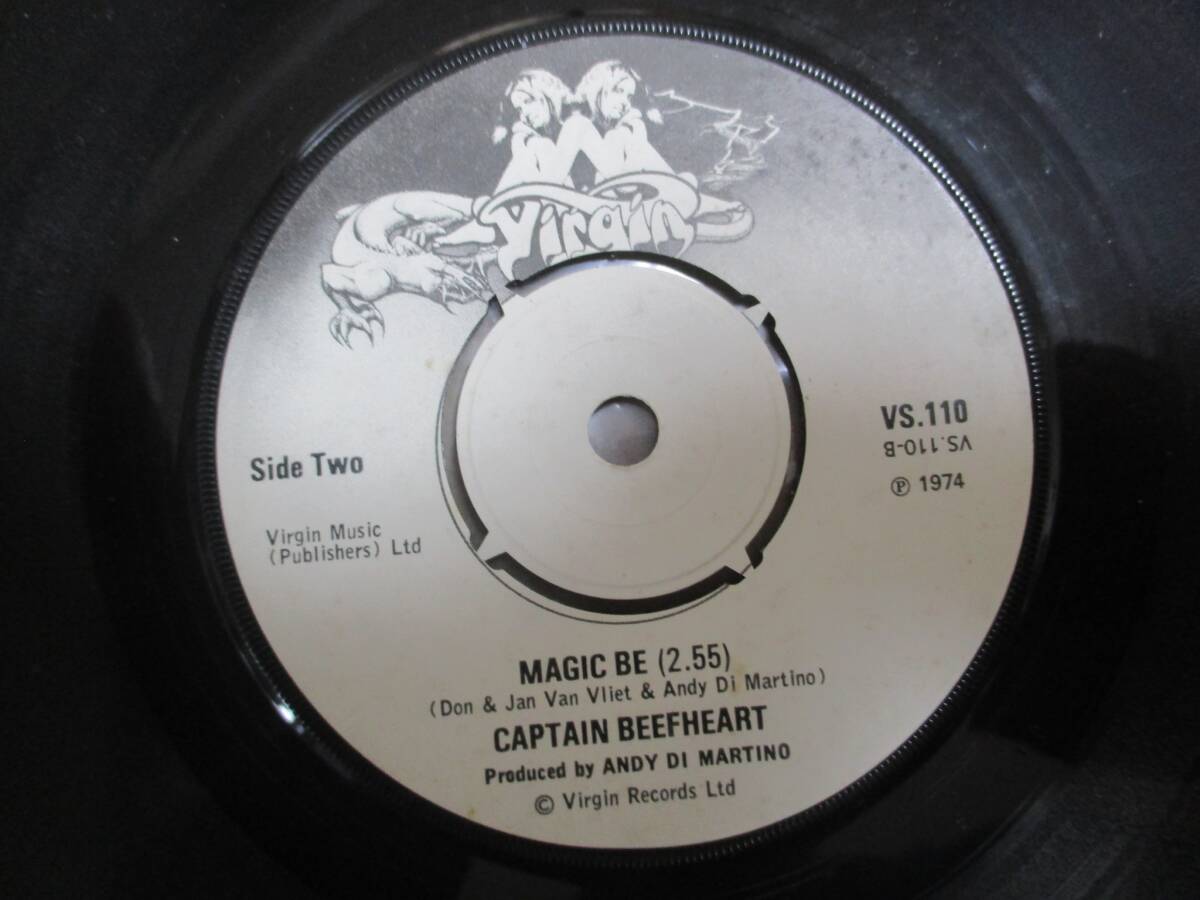 Virgin
VS.110
VS.110-B
℗ 1974
Side Two
Virgin Music
(Publishers) Ltd
MAGIC BE (2.55)
(Don & Jan Van Vliet & Andy Di Martino)
CAPTAIN BEEFHEART
Produced by ANDY DI MARTINO
© Virgin Records Ltd